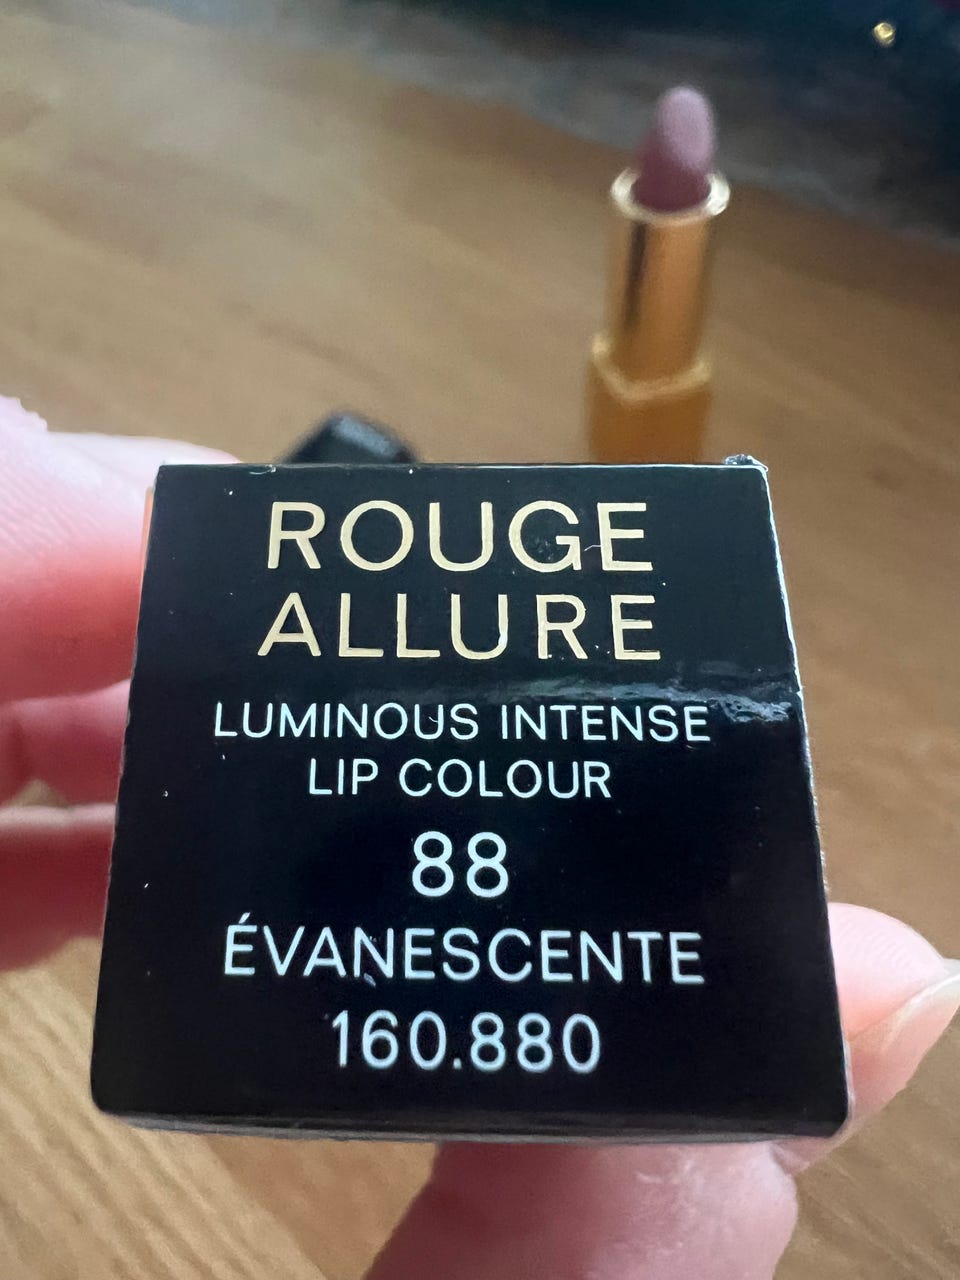 ROUGE
ALLURE
LUMINOUS INTENSE
LIP COLOUR
88
ÉVANESCENTE
160.880